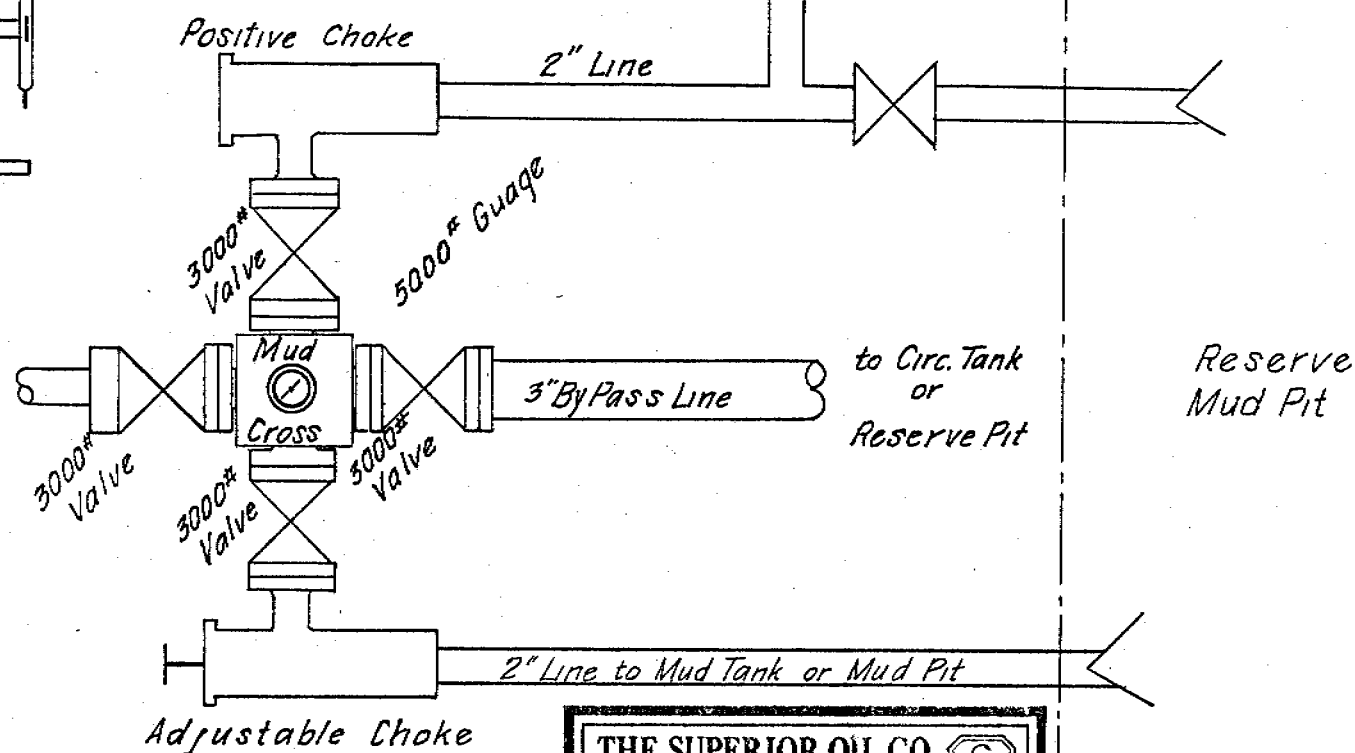 Positive Choke
2" Line
3000#
Valve
5000# Guage
Mud
Cross
3"ByPass Line
to Circ. Tank
or
Reserve Pit
Reserve
Mud Pit
3000#
Valve
3000#
Valve
3000#
Valve
2" Line to Mud Tank or Mud Pit
Adjustable Choke
THE SUPERIOR OIL CO.